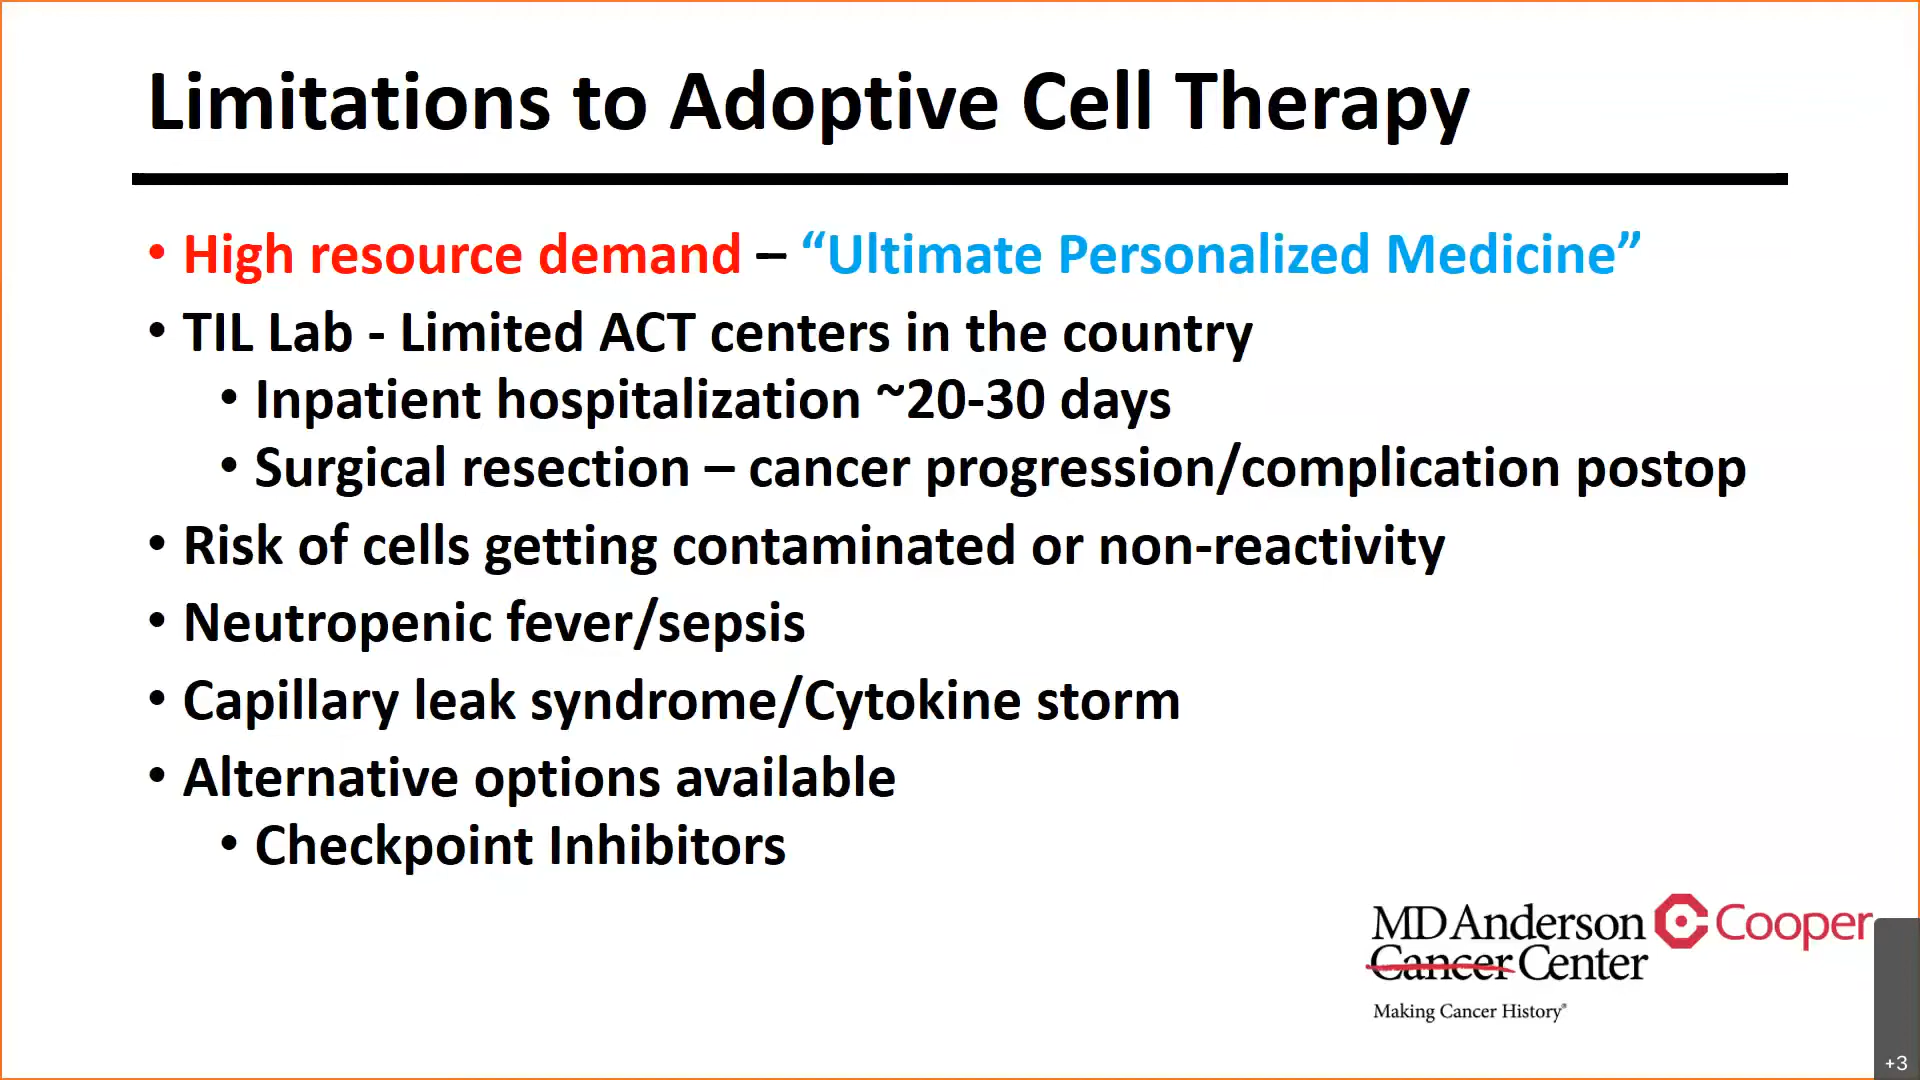 Limitations to Adoptive Cell Therapy
• High resource demand – “Ultimate Personalized Medicine”
• TIL Lab - Limited ACT centers in the country
• Inpatient hospitalization ~20-30 days
• Surgical resection – cancer progression/complication postop
• Risk of cells getting contaminated or non-reactivity
• Neutropenic fever/sepsis
• Capillary leak syndrome/Cytokine storm
• Alternative options available
• Checkpoint Inhibitors
MD Anderson Cooper
Cancer Center
Making Cancer History®
+3